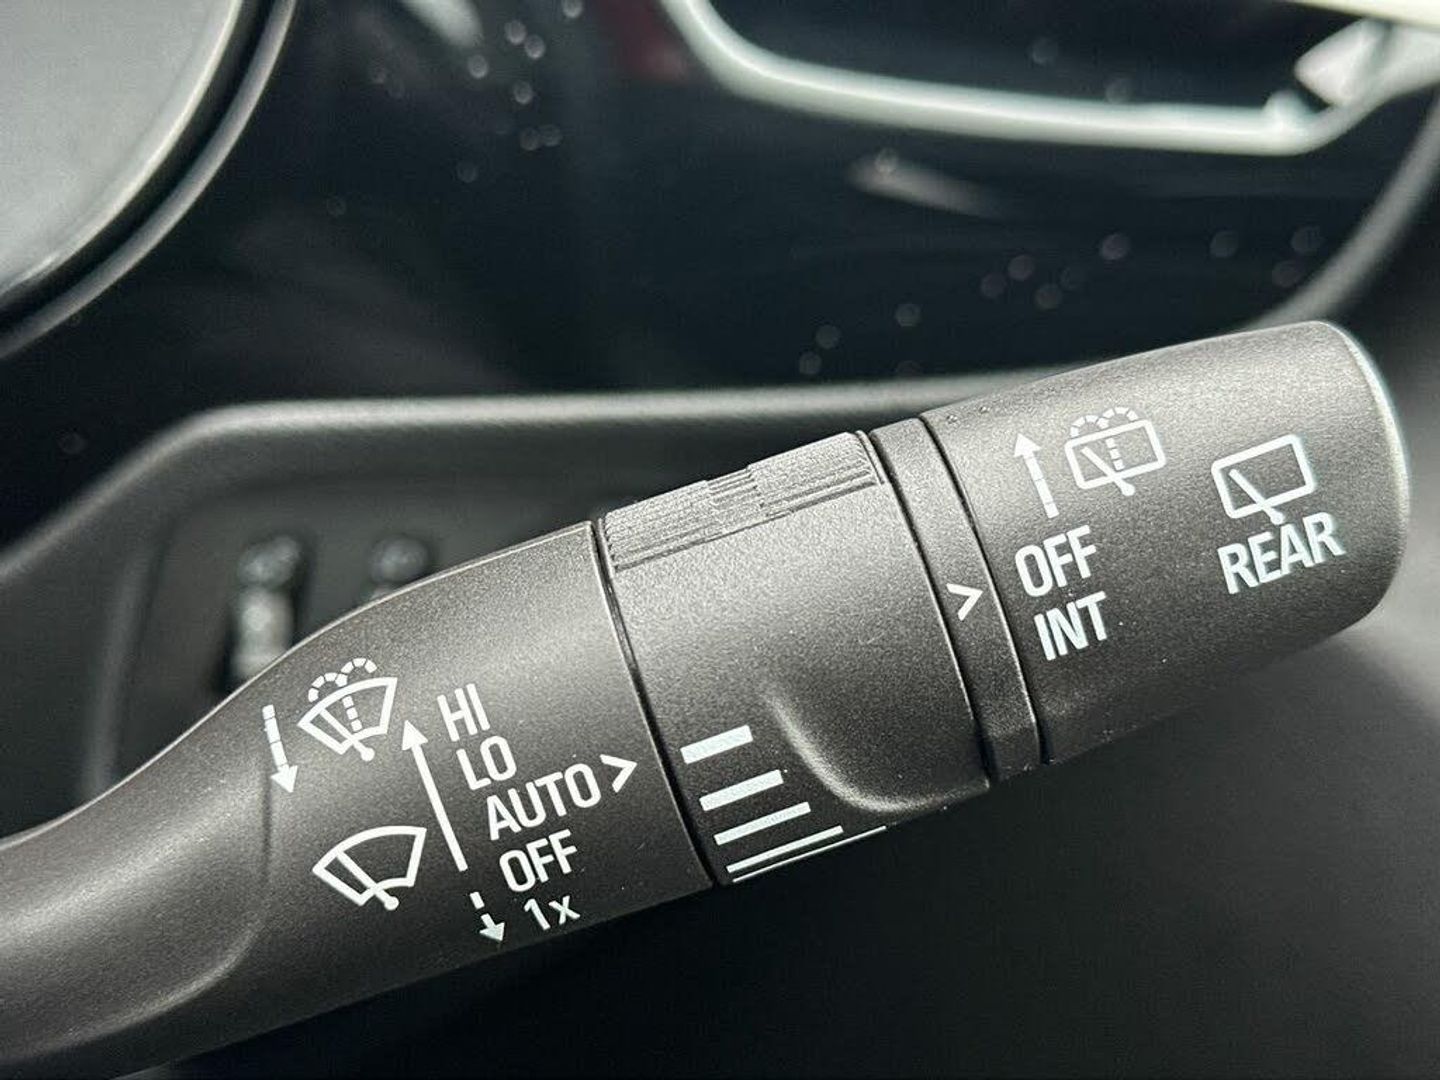 HI
LO
AUTO >
OFF
1x
>
OFF
INT
REAR